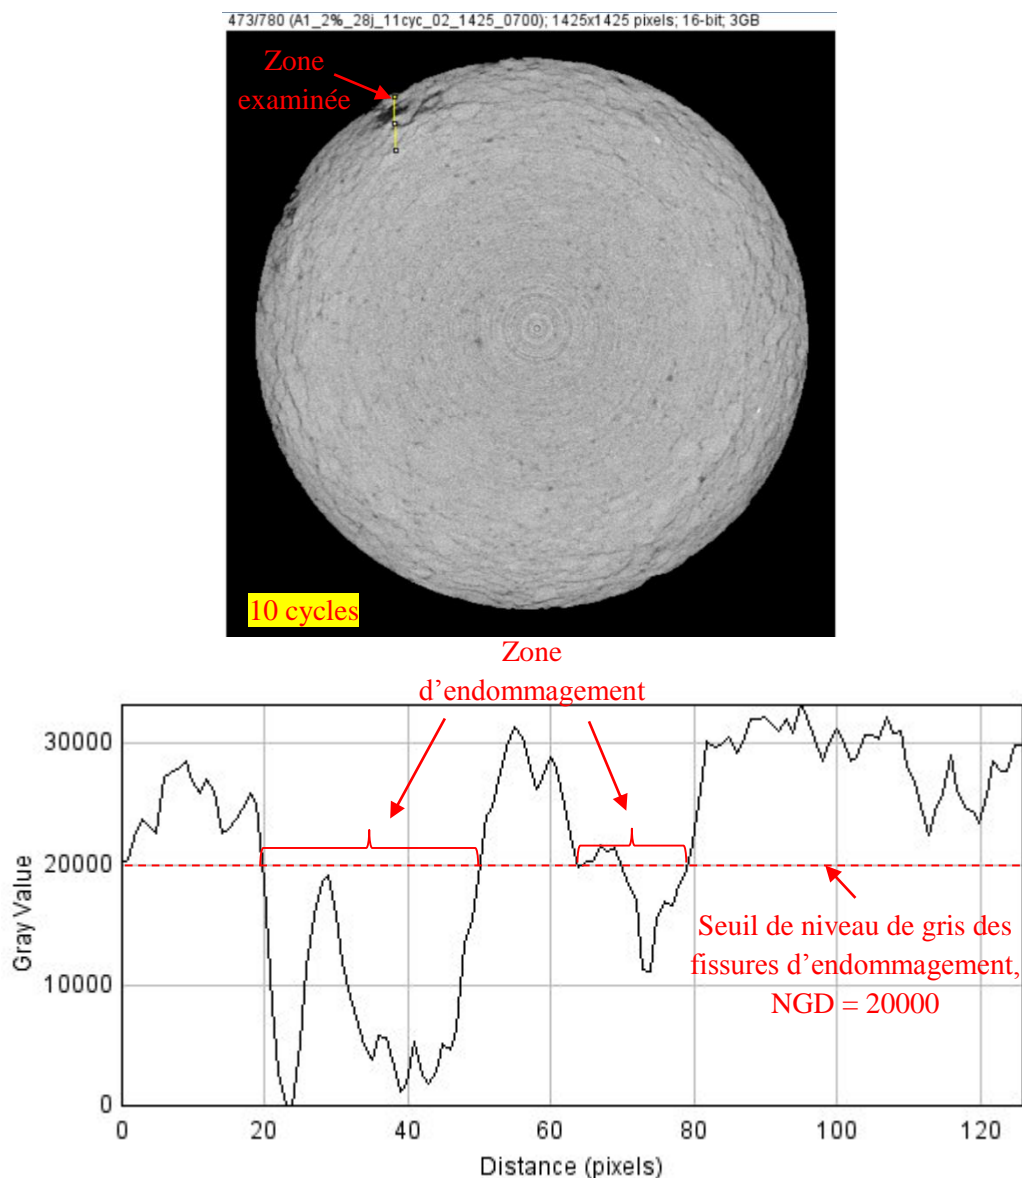 473/780 (A1_2%_28j_11cyc_02_1425_0700); 1425x1425 pixels; 16-bit; 3GB
Zone
examinée
10 cycles
Zone
d’endommagement
30000
20000
10000
0
Gray Value
Seuil de niveau de gris des
fissures d’endommagement,
NGD = 20000
0 20 40 60 80 100 120
Distance (pixels)